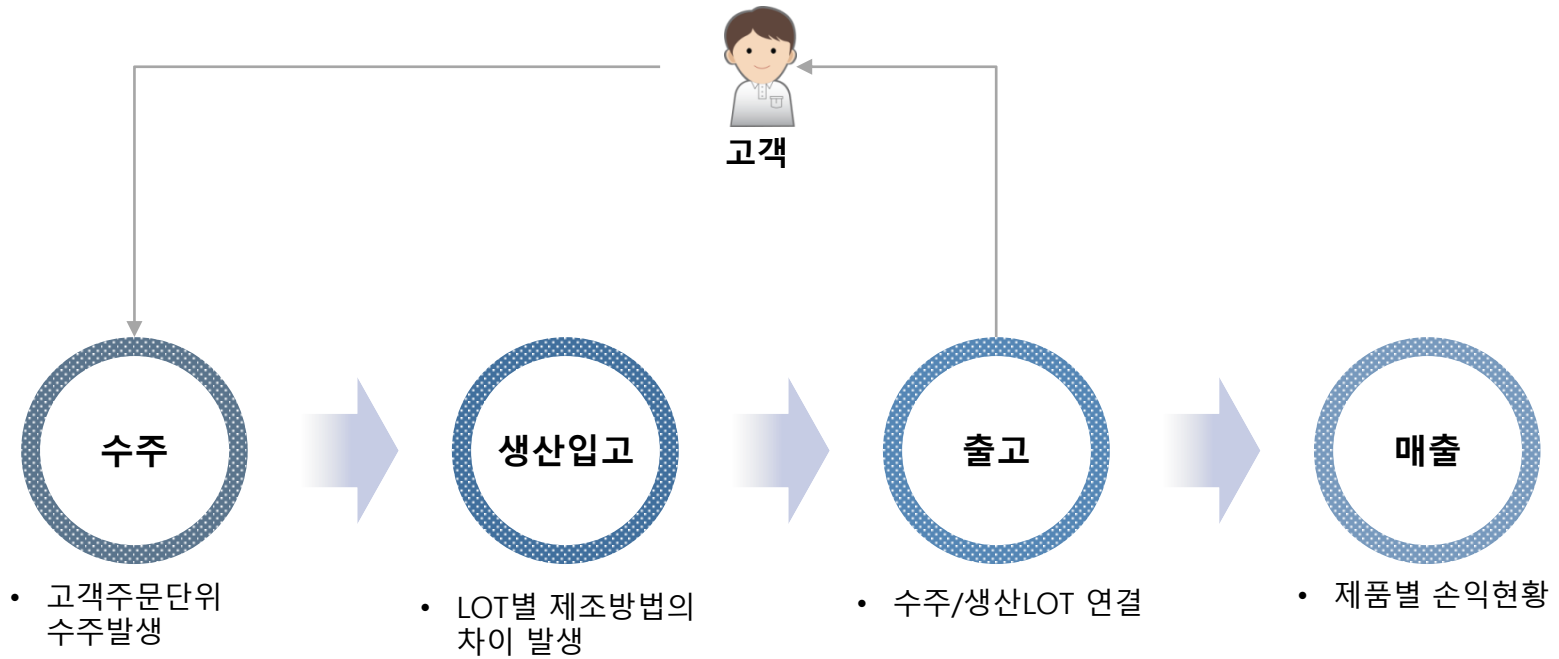 고객
수주
생산입고
출고
매출
• 고객주문단위
수주발생
• LOT별 제조방법의
차이 발생
• 수주/생산LOT 연결
• 제품별 손익현황